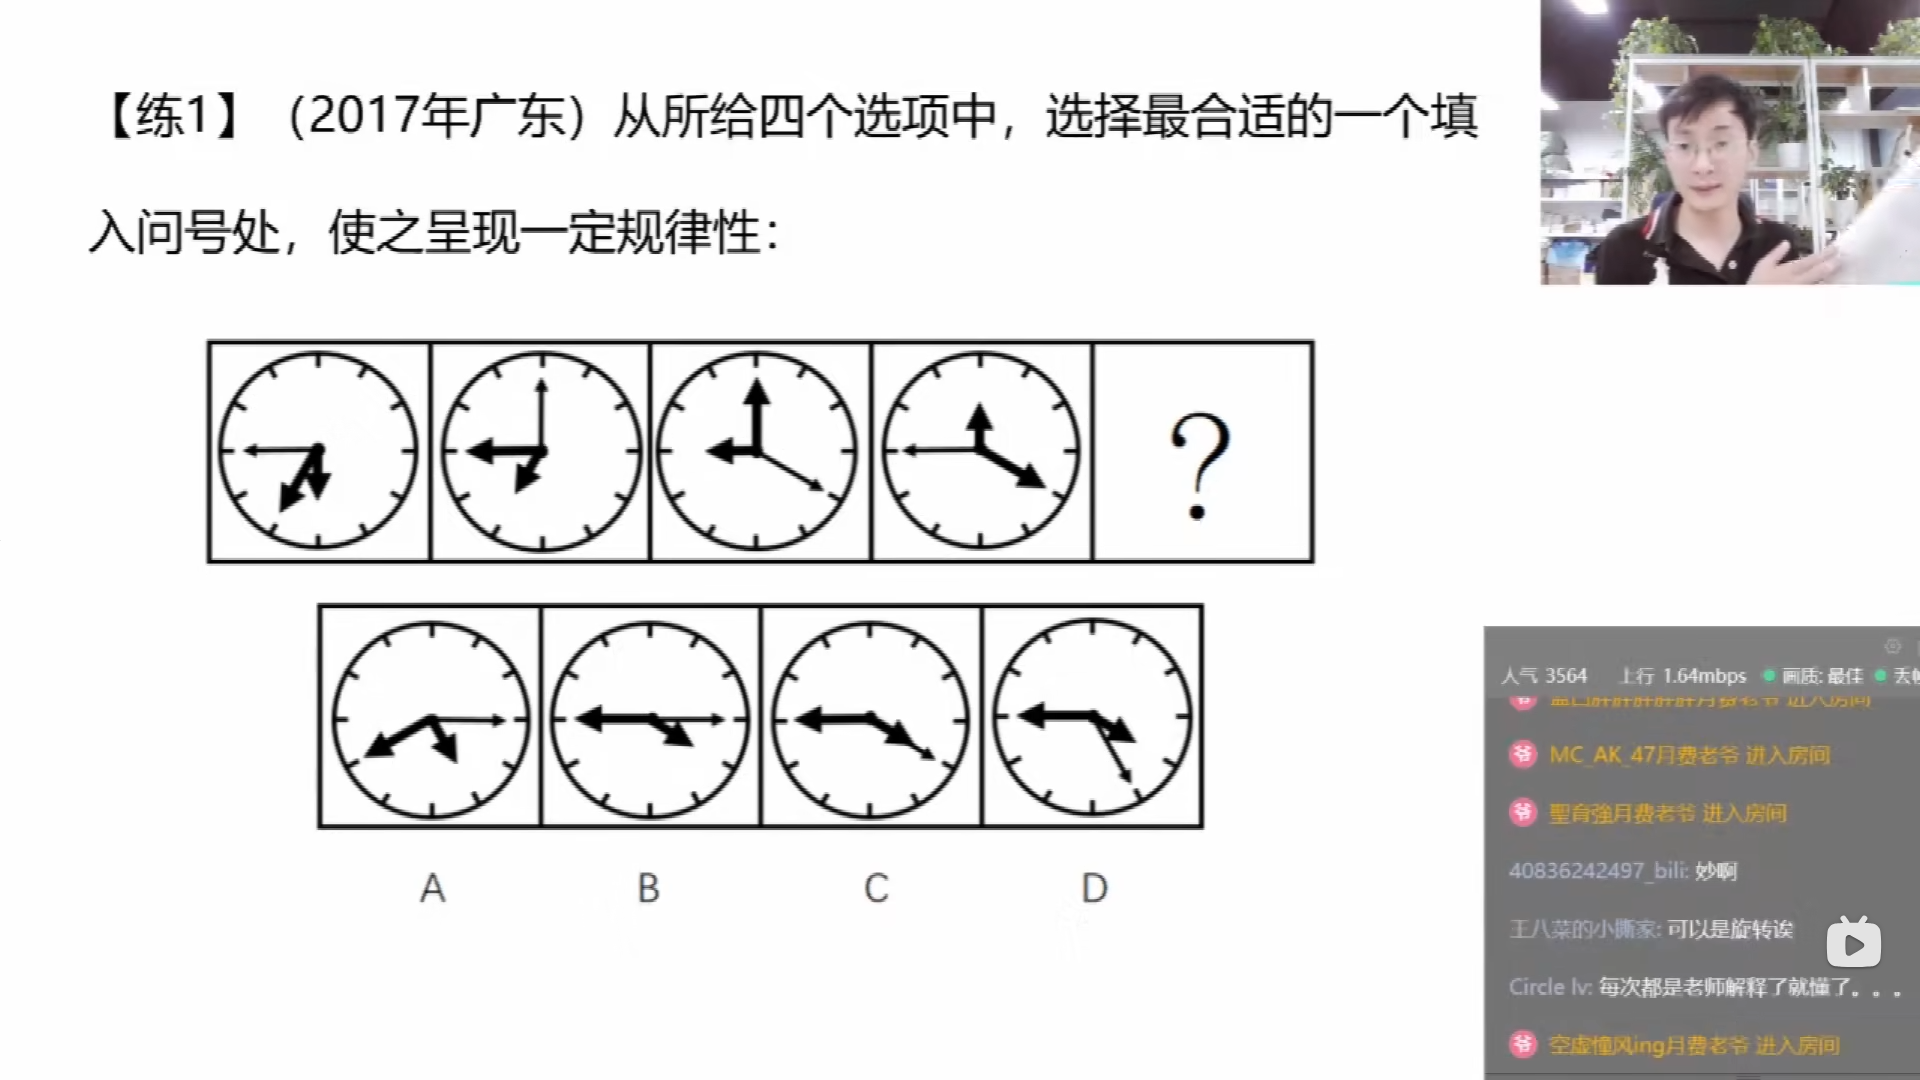 【练1】（2017年广东）从所给四个选项中，选择最合适的一个填
入问号处，使之呈现一定规律性：
?
A B C D
人气 3564 上行 1.64mbps 画质: 最佳 丢帧
进入房间
爷 MC_AK_47月费老爷 进入房间
爷 聖育強月费老爷 进入房间
40836242497_bili: 妙啊
王八菜的小厮家: 可以是旋转诶
Circle lv: 每次都是老师解释了就懂了。。。
爷 空虚憧风ing月费老爷 进入房间